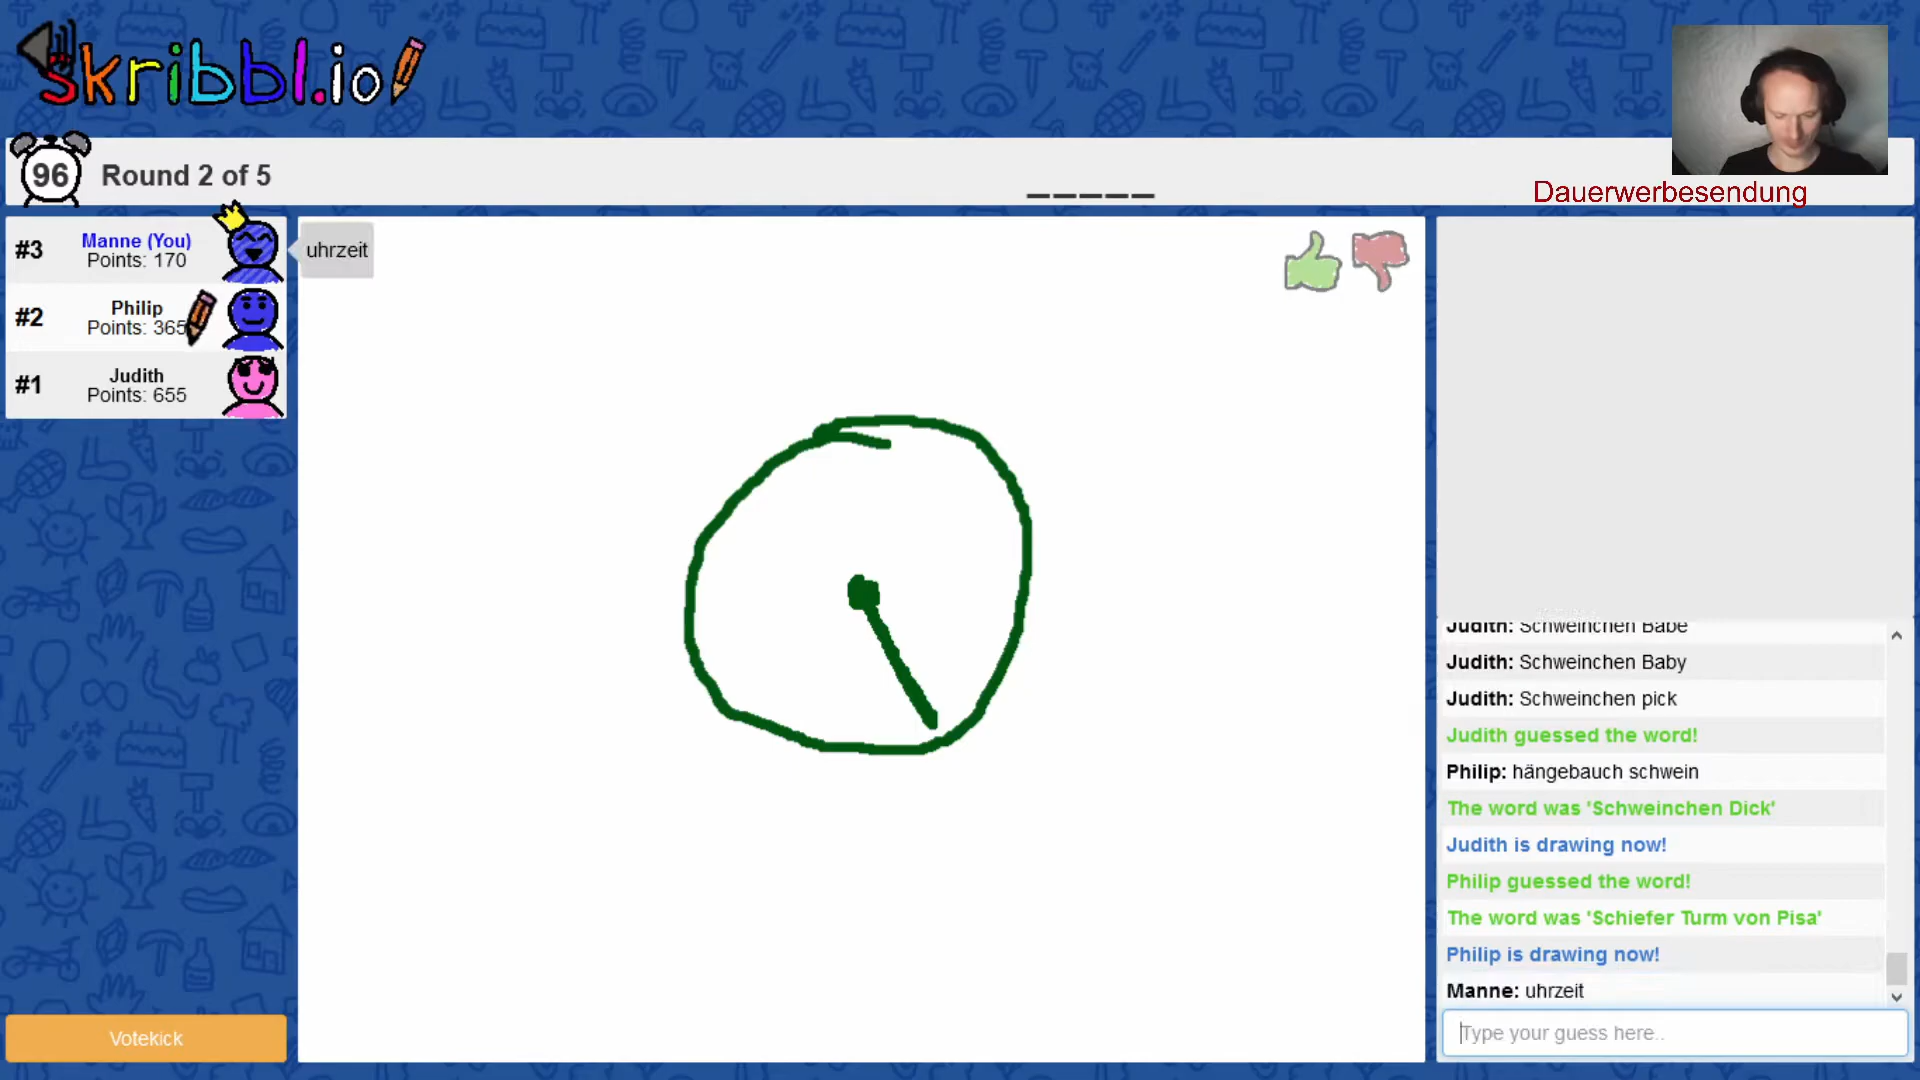 skribbl.io
96
Round 2 of 5
_____
Dauerwerbesendung
#3
Manne (You)
Points: 170
uhrzeit
#2
Philip
Points: 365
#1
Judith
Points: 655
Judith: Schweinchen Babe
Judith: Schweinchen Baby
Judith: Schweinchen pick
Judith guessed the word!
Philip: hängebauch schwein
The word was 'Schweinchen Dick'
Judith is drawing now!
Philip guessed the word!
The word was 'Schiefer Turm von Pisa'
Philip is drawing now!
Manne: uhrzeit
Votekick
Type your guess here..